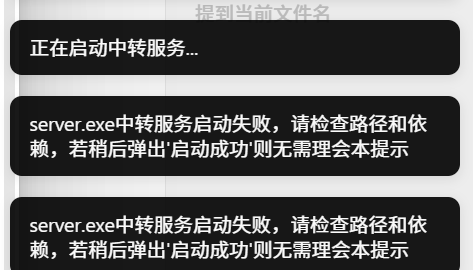 提到当前文件名
正在启动中转服务...
server.exe中转服务启动失败，请检查路径和依
赖，若稍后弹出'启动成功'则无需理会本提示
server.exe中转服务启动失败，请检查路径和依
赖，若稍后弹出'启动成功'则无需理会本提示